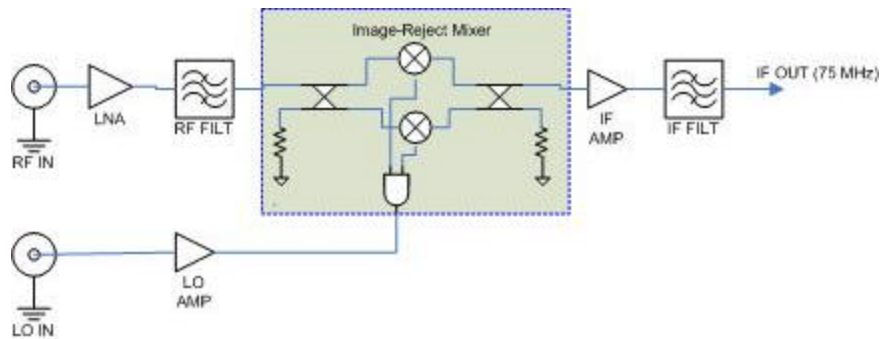 Image-Reject Mixer
IF OUT (75 MHz)
LNA
RF FILT
IF
AMP
IF FILT
RF IN
LO
AMP
LO IN